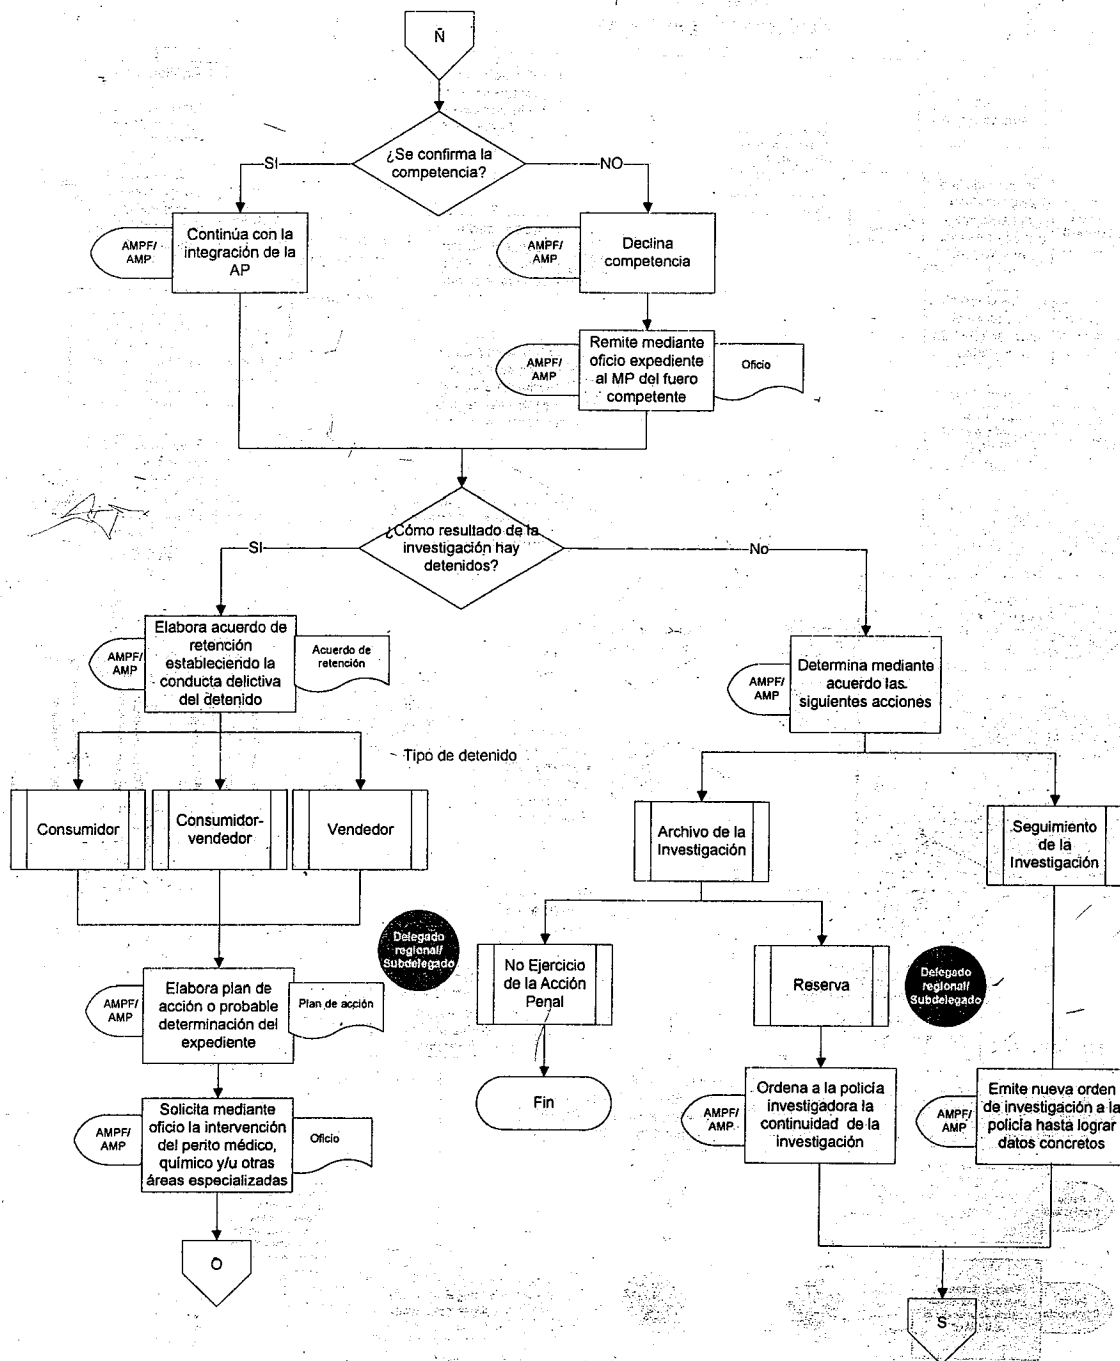 Ñ
¿Se confirma la
competencia?
SI
NO
AMPF/
AMP
Continúa con la
integración de la
AP
AMPF/
AMP
Declina
competencia
AMPF/
AMP
Remite mediante
oficio expediente
al MP del fuero
competente
Oficio
¿Cómo resultado de la
investigación hay
detenidos?
SI
No
AMPF/
AMP
Elabora acuerdo de
retención
estableciendo la
conducta delictiva
del detenido
Acuerdo de
retención
AMPF/
AMP
Determina mediante
acuerdo las
siguientes acciones
Tipo de detenido
Consumidor
Consumidor-
vendedor
Vendedor
Archivo de la
Investigación
Seguimiento
de la
Investigación
Delegado
regional/
Subdelegado
No Ejercicio
de la Acción
Penal
Reserva
Delegado
regional/
Subdelegado
AMPF/
AMP
Elabora plan de
acción o probable
determinación del
expediente
Plan de acción
Fin
AMPF/
AMP
Ordena a la policía
investigadora la
continuidad de la
investigación
AMPF/
AMP
Emite nueva orden
de investigación a la
policía hasta lograr
datos concretos
AMPF/
AMP
Solicita mediante
oficio la intervención
del perito médico,
químico y/u otras
áreas especializadas
Oficio
O
S